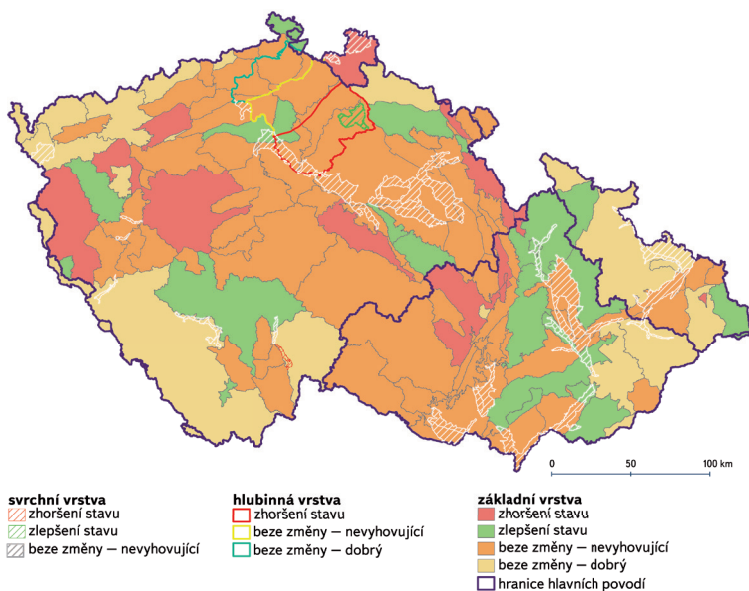 0 50 100 km
svrchní vrstva
zhoršení stavu
zlepšení stavu
beze změny — nevyhovující
hlubinná vrstva
zhoršení stavu
beze změny — nevyhovující
beze změny — dobrý
základní vrstva
zhoršení stavu
zlepšení stavu
beze změny — nevyhovující
beze změny — dobrý
hranice hlavních povodí